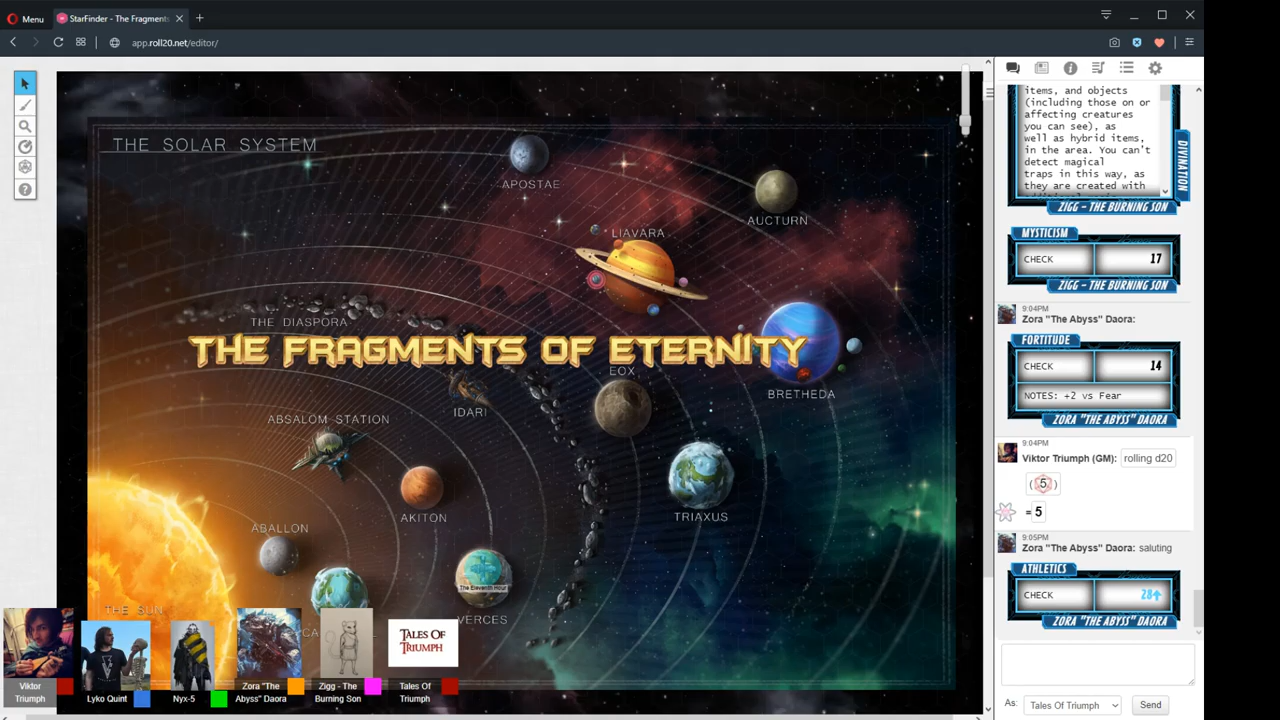 Menu
StarFinder - The Fragments
app.roll20.net/editor/
THE SOLAR SYSTEM
APOSTAE
AUCTURN
LIAVARA
THE DIASPORA
THE FRAGMENTS OF ETERNITY
EOX
BRETHEDA
IDARI
ABSALOM STATION
AKITON
TRIAXUS
ABALLON
The Eleventh Hour
THE SUN
CA
VERCES
TALES OF
TRIUMPH
Viktor
Triumph
Lyko Quint
Nyx-5
Zora "The
Abyss" Daora
Zigg - The
Burning Son
Tales Of
Triumph
items, and objects
(including those on or
affecting creatures
you can see), as
well as hybrid items,
in the area. You can't
detect magical
traps in this way, as
they are created with
DIVINATION
ZIGG - THE BURNING SON
MYSTICISM
CHECK 17
ZIGG - THE BURNING SON
9:04PM
Zora "The Abyss" Daora:
FORTITUDE
CHECK 14
NOTES: +2 vs Fear
ZORA "THE ABYSS" DAORA
9:04PM
Viktor Triumph (GM): rolling d20
(5)
=5
9:05PM
Zora "The Abyss" Daora: saluting
ATHLETICS
CHECK 28
ZORA "THE ABYSS" DAORA
As: Tales Of Triumph Send